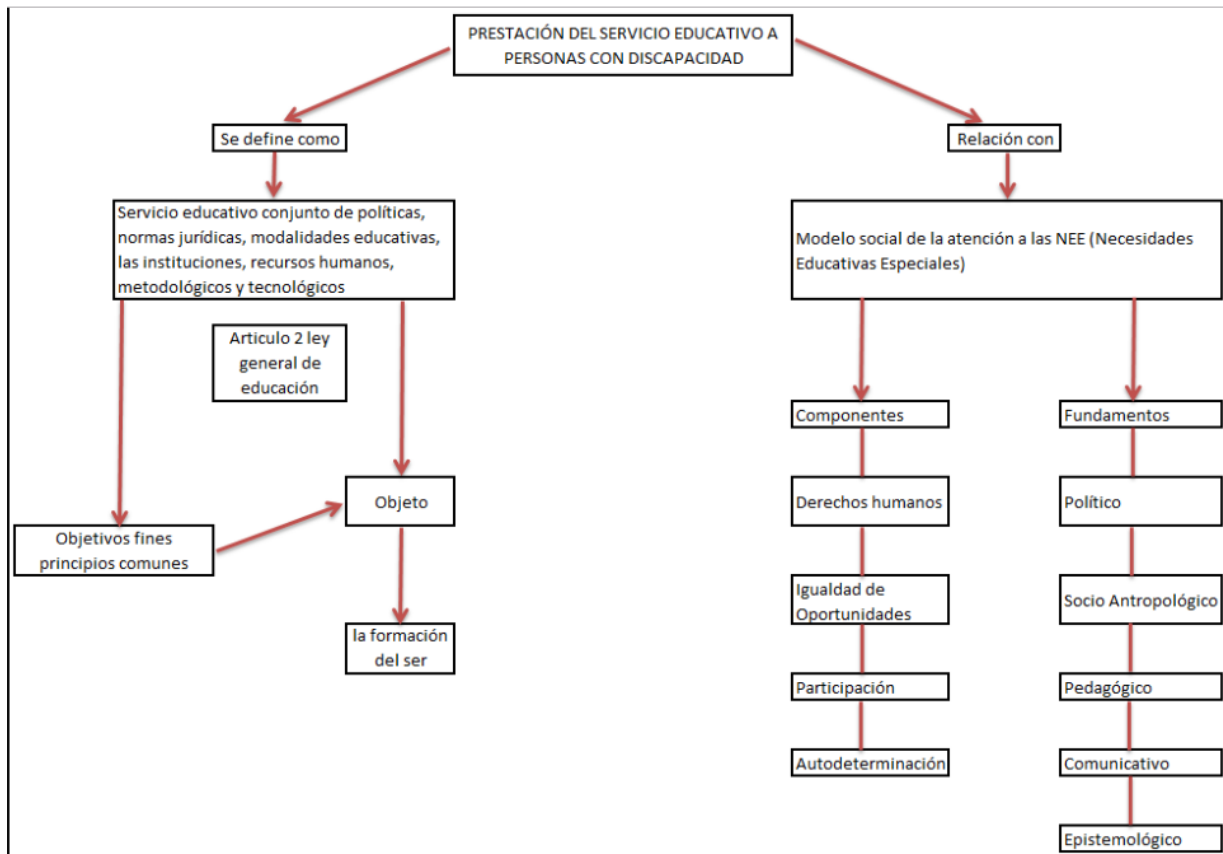 PRESTACIÓN DEL SERVICIO EDUCATIVO A
PERSONAS CON DISCAPACIDAD
Se define como
Relación con
Servicio educativo conjunto de políticas,
normas jurídicas, modalidades educativas,
las instituciones, recursos humanos,
metodológicos y tecnológicos
Modelo social de la atención a las NEE (Necesidades
Educativas Especiales)
Articulo 2 ley
general de
educación
Objetivos fines
principios comunes
Objeto
la formación
del ser
Componentes
Derechos humanos
Igualdad de
Oportunidades
Participación
Autodeterminación
Fundamentos
Político
Socio Antropológico
Pedagógico
Comunicativo
Epistemológico